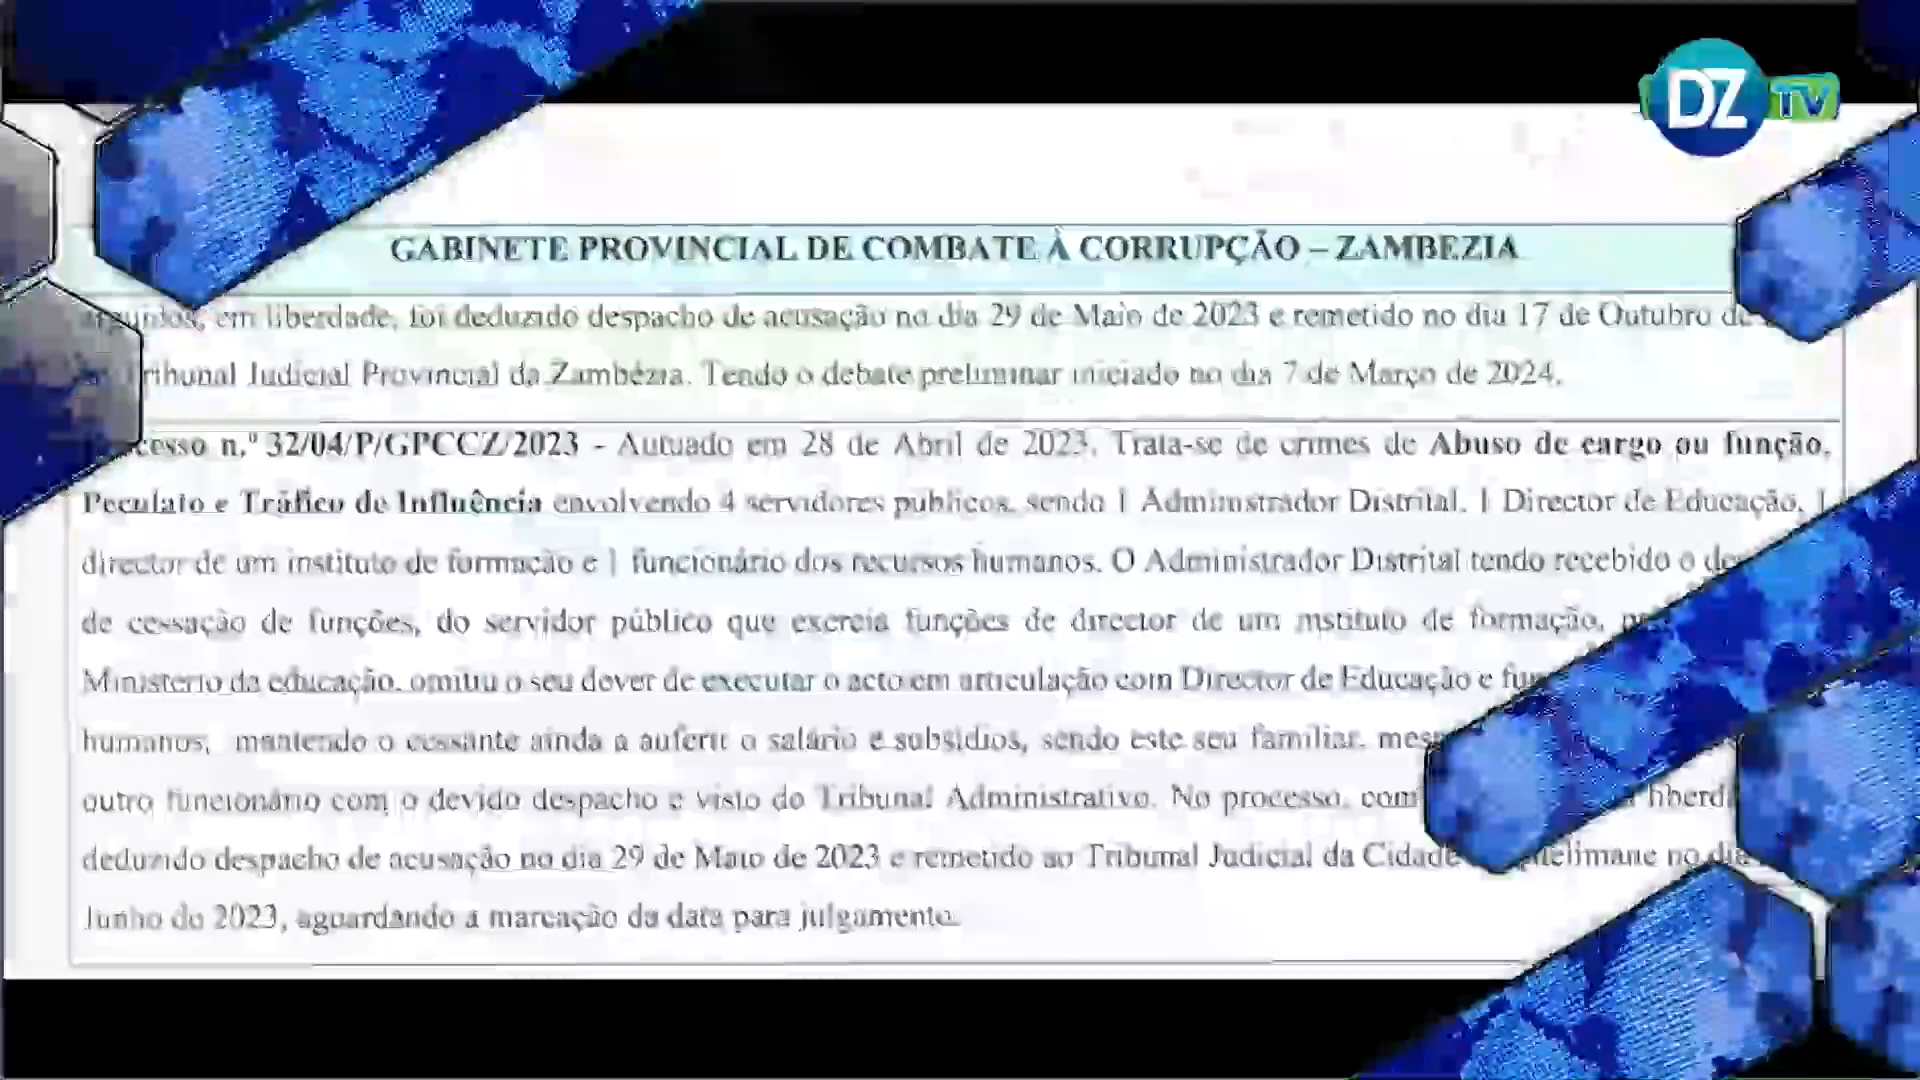 DZ TV
GABINETE PROVINCIAL DE COMBATE À CORRUPÇÃO – ZAMBEZIA
arguidos, em liberdade, foi deduzido despacho de acusação no dia 29 de Maio de 2023 e remetido no dia 17 de Outubro de
Tribunal Judicial Provincial da Zambézia. Tendo o debate preliminar iniciado no dia 7 de Março de 2024.
cesso n.º 32/04/P/GPCCZ/2023 - Autuado em 28 de Abril de 2023. Trata-se de crimes de Abuso de cargo ou função,
Peculato e Tráfico de Influência envolvendo 4 servidores publicos, sendo 1 Administrador Distrital, 1 Director de Educação, 1
director de um instituto de formação e 1 funcionário dos recursos humanos. O Administrador Distrital tendo recebido o
de cessação de funções, do servidor público que exercia funções de director de um instituto de formação,
Ministerio da educação, omitiu o seu dever de executar o acto em articulação com Director de Educação e
humanos, mantendo o cessante ainda a auferir o salário e subsídios, sendo este seu familiar,
outro funcionário com o devido despacho e visto do Tribunal Administrativo. No processo, com
deduzido despacho de acusação no dia 29 de Maio de 2023 e remetido ao Tribunal Judicial da Cidade no dia
Junho de 2023, aguardando a marcação da data para julgamento.